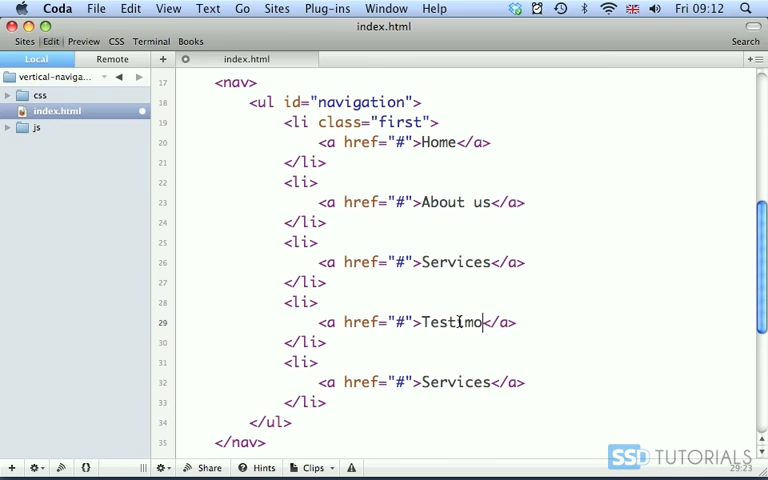 Coda File Edit View Text Go Sites Plug-ins Window Help Fri 09:12
index.html
Sites Edit Preview CSS Terminal Books Search
Local Remote index.html
vertical-naviga...
css
index.html
js
17 <nav>
18 <ul id="navigation">
19 <li class="first">
20 <a href="#">Home</a>
21 </li>
22 <li>
23 <a href="#">About us</a>
24 </li>
25 <li>
26 <a href="#">Services</a>
27 </li>
28 <li>
29 <a href="#">Testimo</a>
30 </li>
31 <li>
32 <a href="#">Services</a>
33 </li>
34 </ul>
35 </nav>
Share Hints Clips 29:23
SSD TUTORIALS